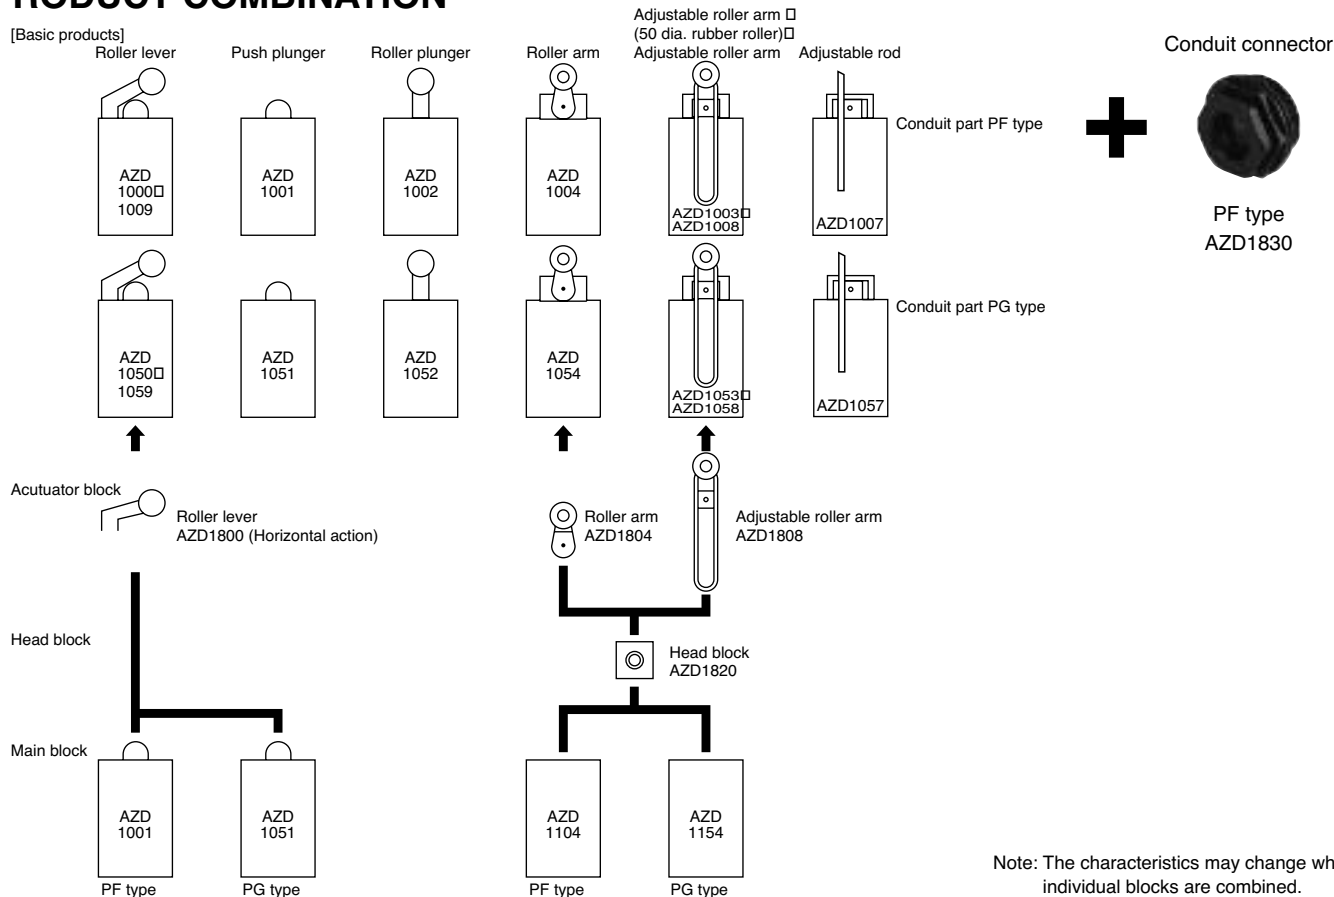 RODUCT COMBINATION
[Basic products]
Roller lever
Push plunger
Roller plunger
Roller arm
Adjustable roller arm □
(50 dia. rubber roller)□
Adjustable roller arm
Adjustable rod
Conduit connector
AZD
1000□
1009
AZD
1001
AZD
1002
AZD
1004
AZD1003□
AZD1008
AZD1007
Conduit part PF type
PF type
AZD1830
AZD
1050□
1059
AZD
1051
AZD
1052
AZD
1054
AZD1053□
AZD1058
AZD1057
Conduit part PG type
Acutuator block
Roller lever
AZD1800 (Horizontal action)
Roller arm
AZD1804
Adjustable roller arm
AZD1808
Head block
Head block
AZD1820
Main block
AZD
1001
AZD
1051
AZD
1104
AZD
1154
PF type
PG type
PF type
PG type
Note: The characteristics may change wh
individual blocks are combined.